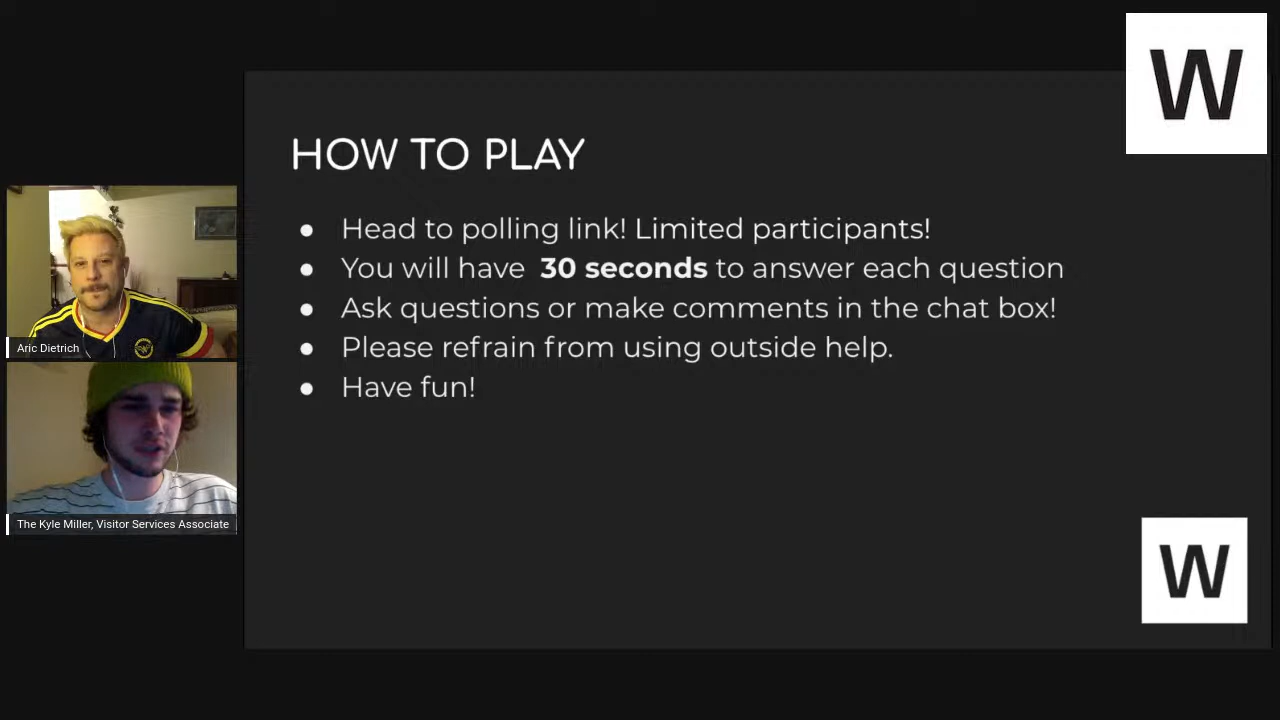 W
HOW TO PLAY
Head to polling link! Limited participants!
You will have 30 seconds to answer each question
Ask questions or make comments in the chat box!
Please refrain from using outside help.
Have fun!
Aric Dietrich
The Kyle Miller, Visitor Services Associate
W